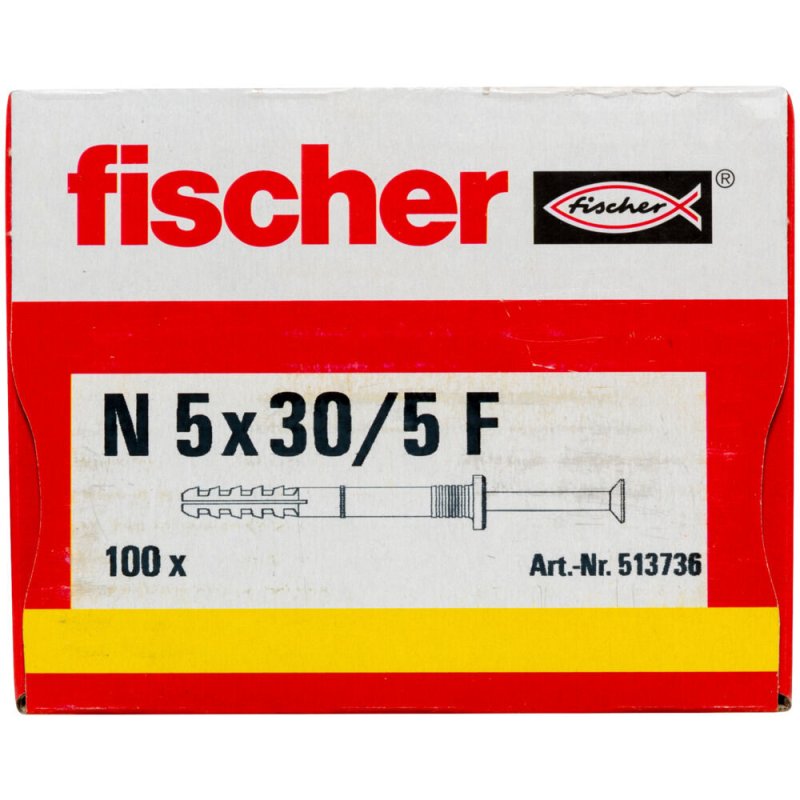 fischer fischer ®
N 5x30/5 F
100 x Art.-Nr. 513736